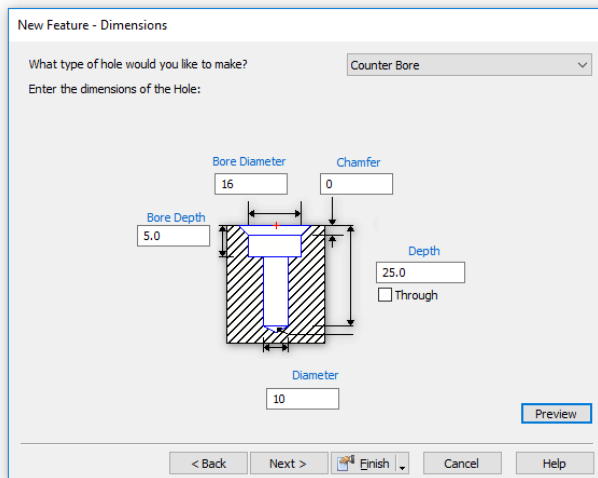 New Feature - Dimensions
What type of hole would you like to make?
Counter Bore
Enter the dimensions of the Hole:
Bore Diameter
Chamfer
16
0
Bore Depth
5.0
Depth
25.0
Through
Diameter
10
Preview
< Back
Next >
Finish
Cancel
Help